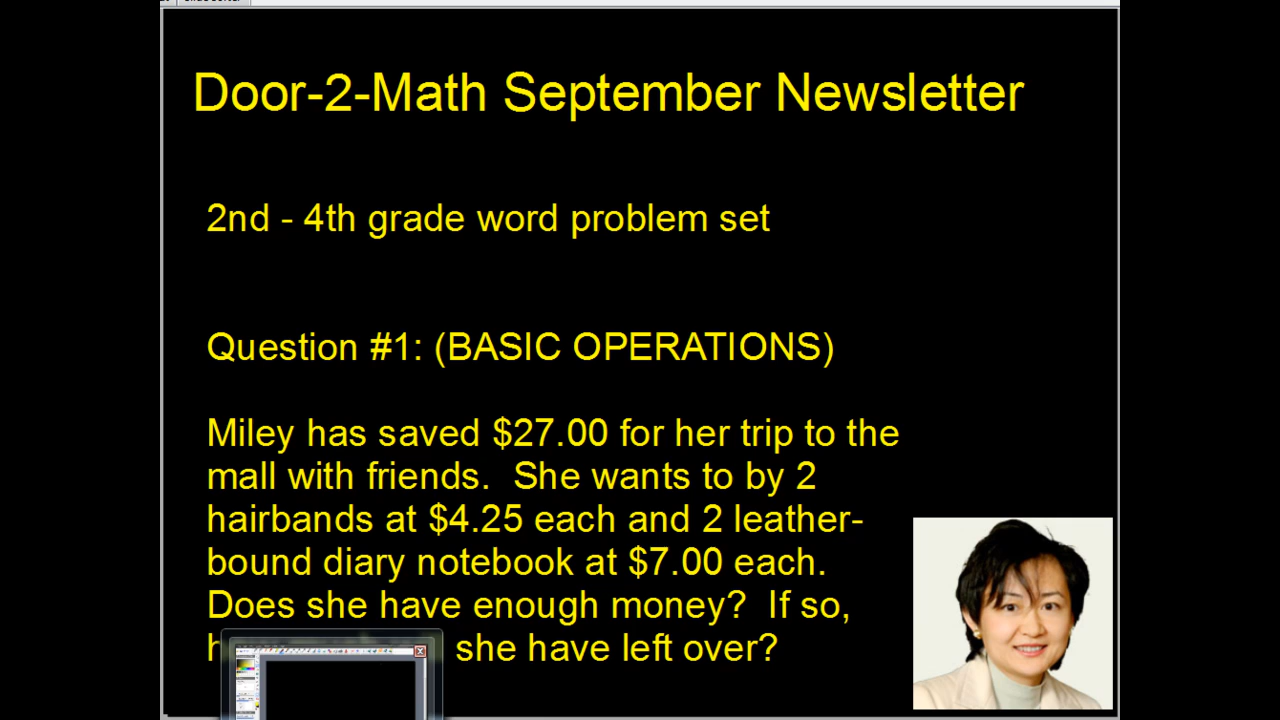 Door-2-Math September Newsletter
2nd - 4th grade word problem set
Question #1: (BASIC OPERATIONS)
Miley has saved $27.00 for her trip to the
mall with friends. She wants to by 2
hairbands at $4.25 each and 2 leather-
bound diary notebook at $7.00 each.
Does she have enough money? If so,
she have left over?